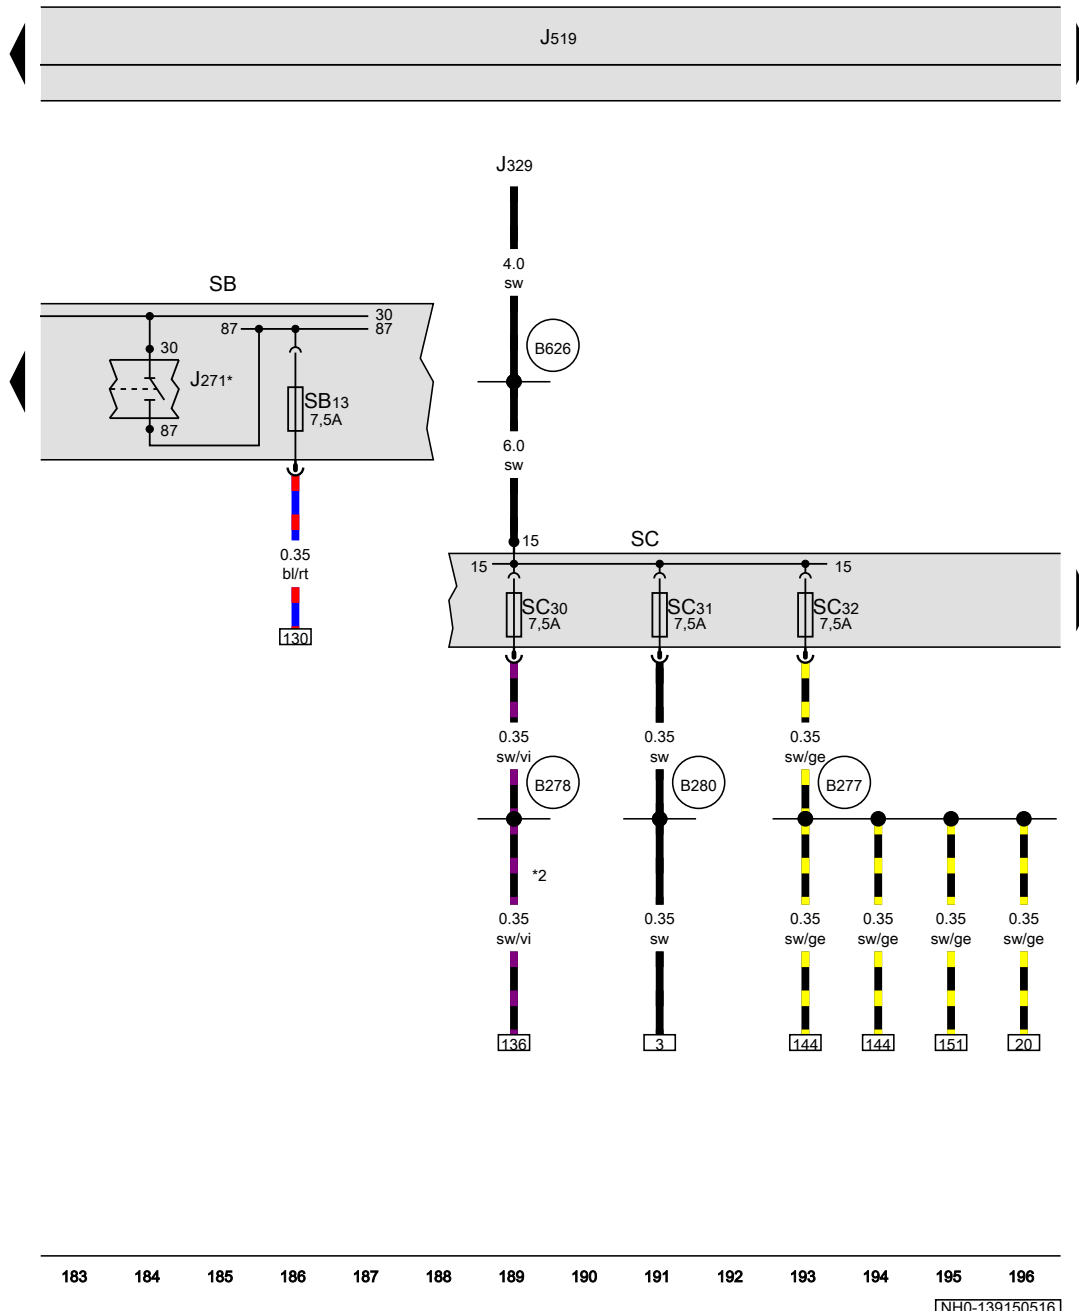 J519
J329
4.0
sw
SB
30
87
87
30
J271*
87
SB13
7,5A
B626
6.0
sw
15
SC
15
15
SC30
7,5A
SC31
7,5A
SC32
7,5A
0.35
bl/rt
130
0.35
sw/vi
0.35
sw
0.35
sw/ge
B278
B280
B277
*2
0.35
sw/vi
0.35
sw
0.35
sw/ge
0.35
sw/ge
0.35
sw/ge
0.35
sw/ge
136
3
144
144
151
20
183 184 185 186 187 188 189 190 191 192 193 194 195 196
NH0-139150516